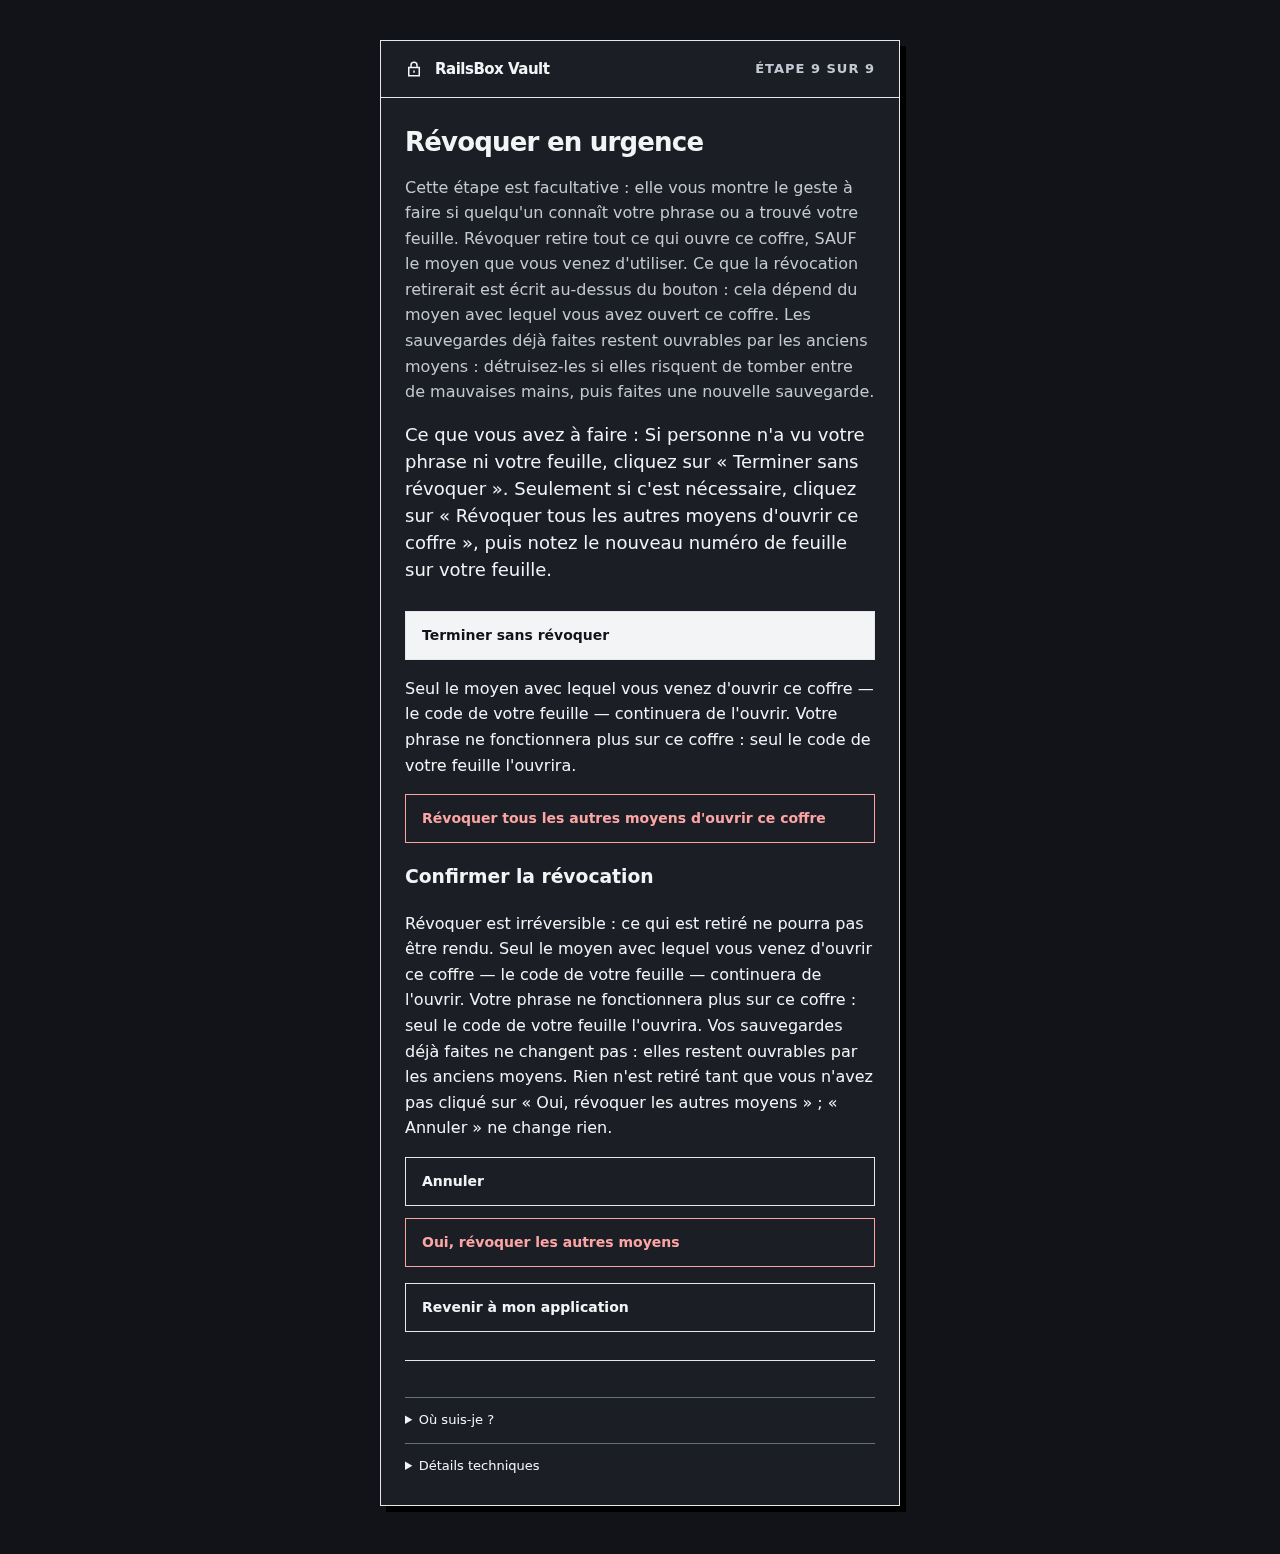 RailsBox Vault
ÉTAPE 9 SUR 9
Révoquer en urgence
Cette étape est facultative : elle vous montre le geste à
faire si quelqu'un connaît votre phrase ou a trouvé votre
feuille. Révoquer retire tout ce qui ouvre ce coffre, SAUF
le moyen que vous venez d'utiliser. Ce que la révocation
retirerait est écrit au-dessus du bouton : cela dépend du
moyen avec lequel vous avez ouvert ce coffre. Les
sauvegardes déjà faites restent ouvrables par les anciens
moyens : détruisez-les si elles risquent de tomber entre
de mauvaises mains, puis faites une nouvelle sauvegarde.
Ce que vous avez à faire : Si personne n'a vu votre
phrase ni votre feuille, cliquez sur « Terminer sans
révoquer ». Seulement si c'est nécessaire, cliquez
sur « Révoquer tous les autres moyens d'ouvrir ce
coffre », puis notez le nouveau numéro de feuille
sur votre feuille.
Terminer sans révoquer
Seul le moyen avec lequel vous venez d'ouvrir ce coffre —
le code de votre feuille — continuera de l'ouvrir. Votre
phrase ne fonctionnera plus sur ce coffre : seul le code de
votre feuille l'ouvrira.
Révoquer tous les autres moyens d'ouvrir ce coffre
Confirmer la révocation
Révoquer est irréversible : ce qui est retiré ne pourra pas
être rendu. Seul le moyen avec lequel vous venez d'ouvrir
ce coffre — le code de votre feuille — continuera de
l'ouvrir. Votre phrase ne fonctionnera plus sur ce coffre :
seul le code de votre feuille l'ouvrira. Vos sauvegardes
déjà faites ne changent pas : elles restent ouvrables par
les anciens moyens. Rien n'est retiré tant que vous n'avez
pas cliqué sur « Oui, révoquer les autres moyens » ; «
Annuler » ne change rien.
Annuler
Oui, révoquer les autres moyens
Revenir à mon application
Où suis-je ?
Détails techniques